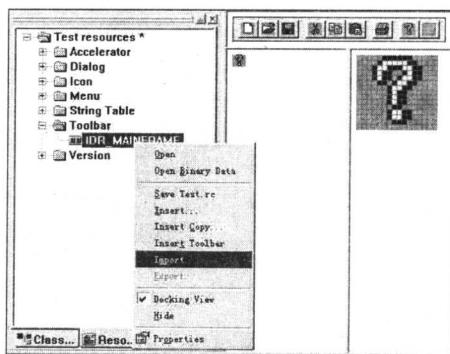 Test resources *
Accelerator
Dialog
Icon
Menu
String Table
Toolbar
IDR_MAINFRAME
Version
Open
Open Binary Data
Save Test.rc
Insert...
Insert Copy...
Insert Toolbar
Import...
Export...
Docking View
Hide
Properties
Class...
Reso...